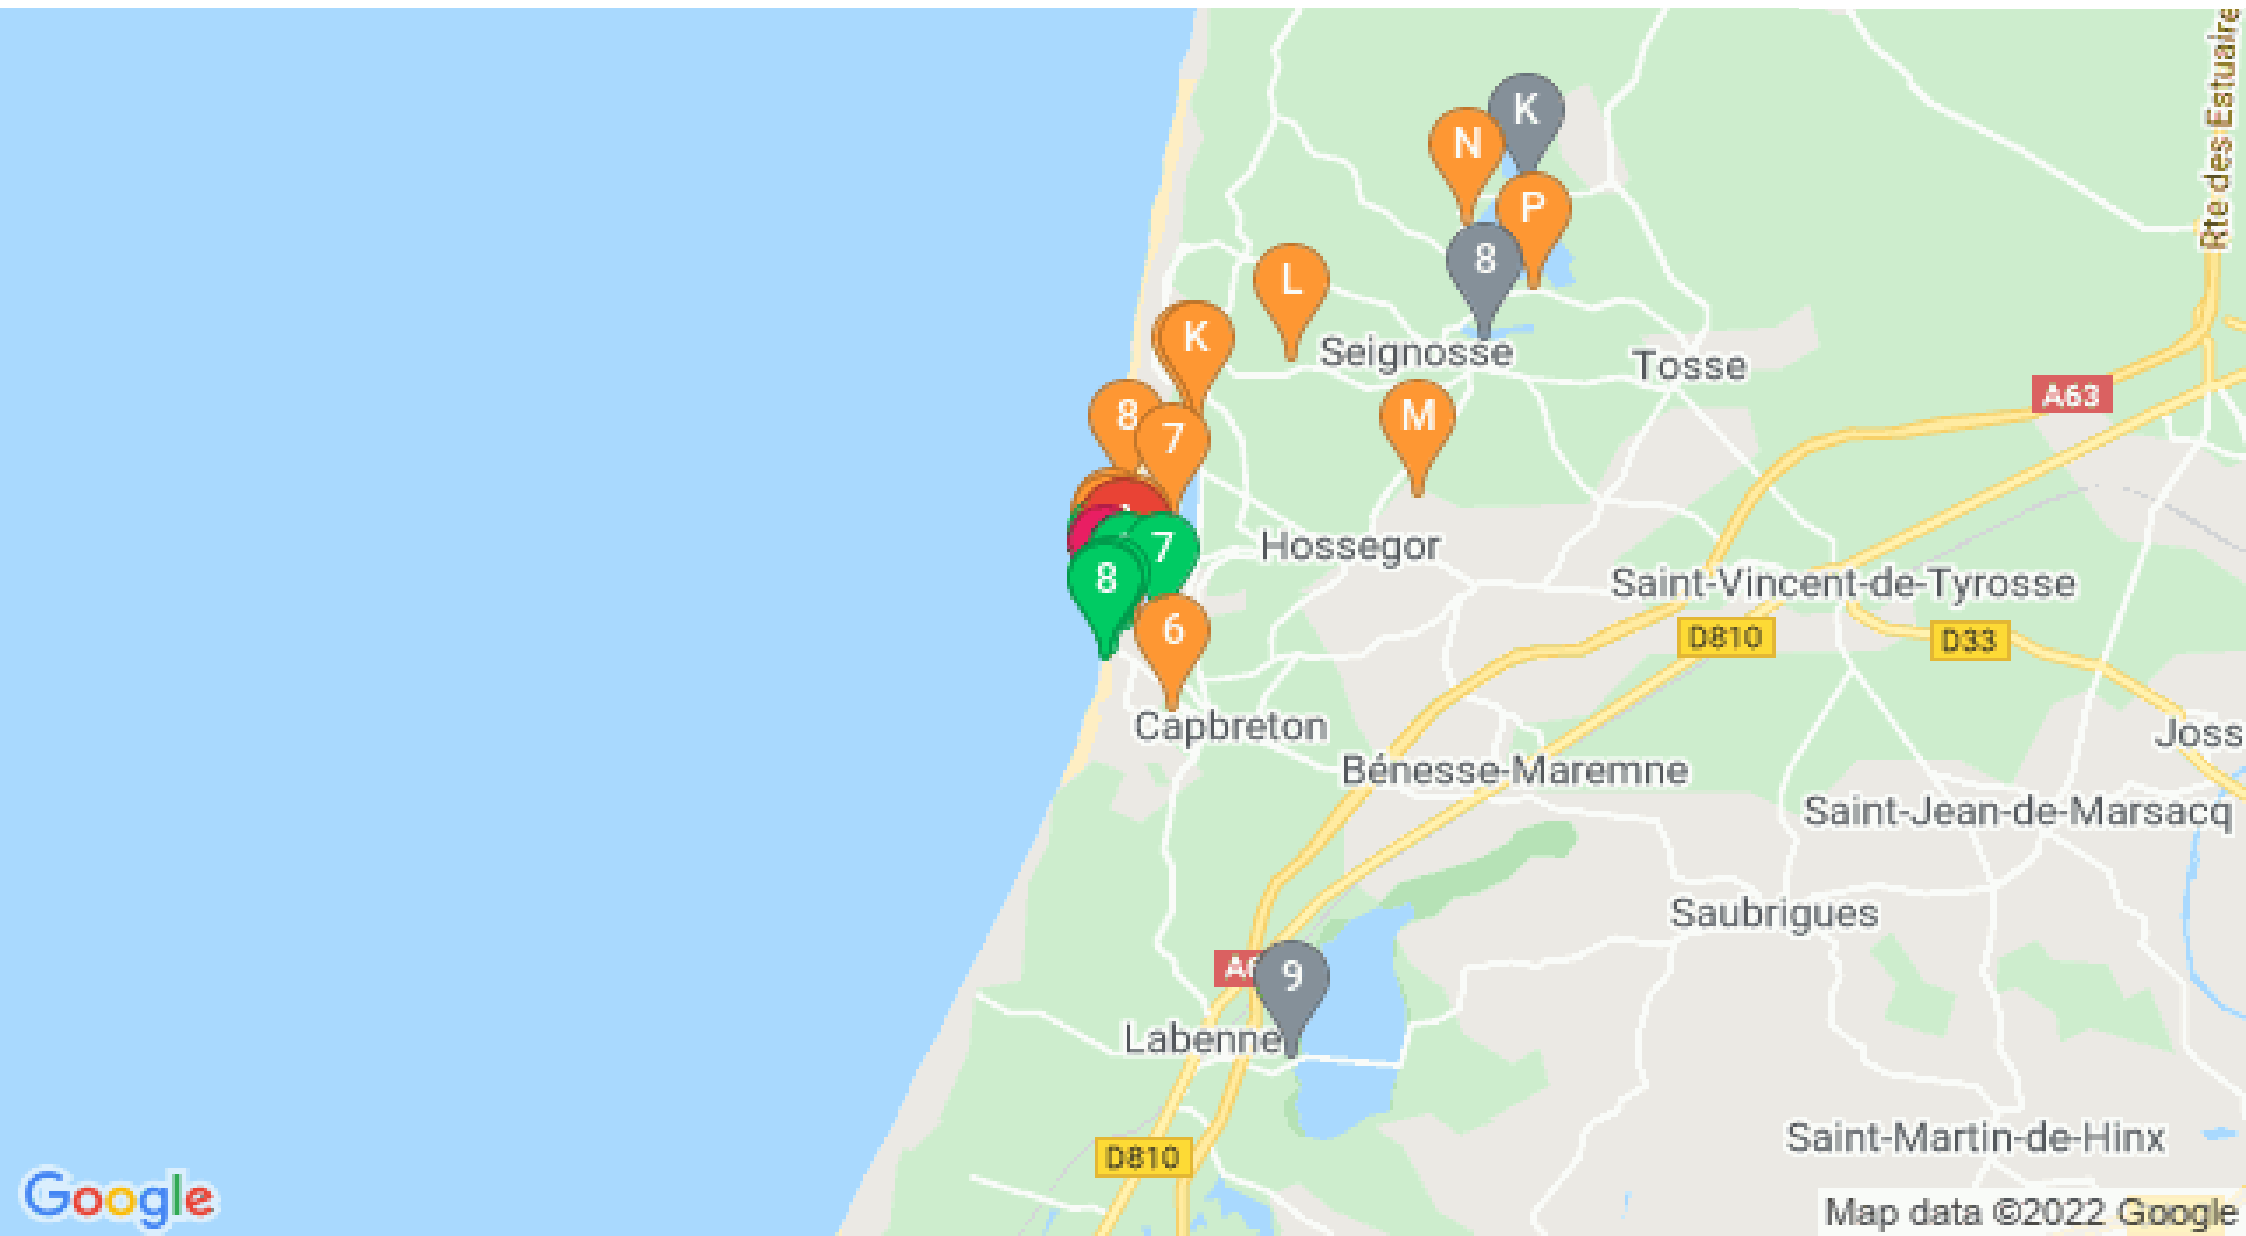 Rte des Estuaire
K
N
P
8
L
K
Seignosse
Tosse
A63
8
M
7
Hossegor
7
8
Saint-Vincent-de-Tyrosse
6
D810
D33
Capbreton
Joss
Bénesse-Maremne
Saint-Jean-de-Marsacq
Saubrigues
A6
9
Labenne
Saint-Martin-de-Hinx
D810
Google
Map data ©2022 Google